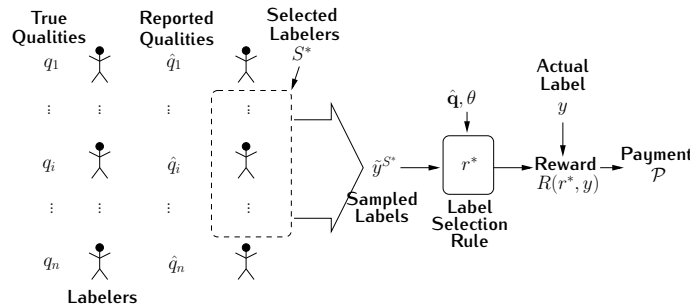 True
Qualities
Reported
Qualities
Selected
Labelers
S*
q₁
q̂₁
⋮ ⋮ ⋮ ⋮
qᵢ
q̂ᵢ
⋮ ⋮ ⋮ ⋮
qₙ
q̂ₙ
Labelers
ỹ^{S*}
Sampled
Labels
q̂, θ
r*
Label
Selection
Rule
Actual
Label
y
Reward
R(r*, y)
Payment
𝒫